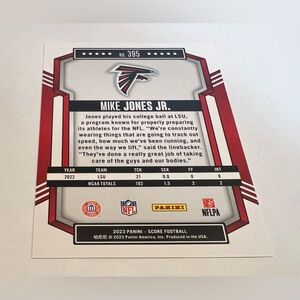 NO. 395
MIKE JONES JR.
Jones played his college ball at LSU,
a program known for properly preparing
its athletes for the NFL. "We're constantly
wearing things that are going to track out
speed, how much we've been running, and
even the way we lift," said the linebacker.
"They've done a really great job of taking
care of the guys and our bodies."
YEAR TEAM TCK SCK FF INT
2022 LSU 21 0.0 0 0
NCAA TOTALS 102 1.5 2 2
NFL
PANINI
NFLPA
2023 PANINI - SCORE FOOTBALL
© 2023 Panini America, Inc. Produced in the USA.